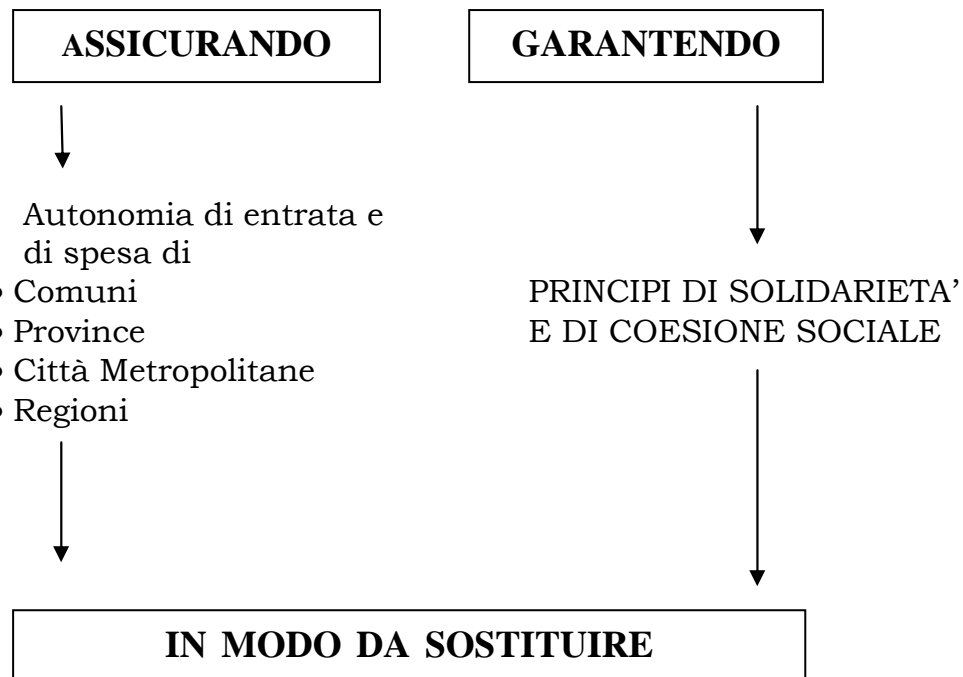 ASSICURANDO
GARANTENDO
Autonomia di entrata e
di spesa di
• Comuni
• Province
• Città Metropolitane
• Regioni
PRINCIPI DI SOLIDARIETA’
E DI COESIONE SOCIALE
IN MODO DA SOSTITUIRE